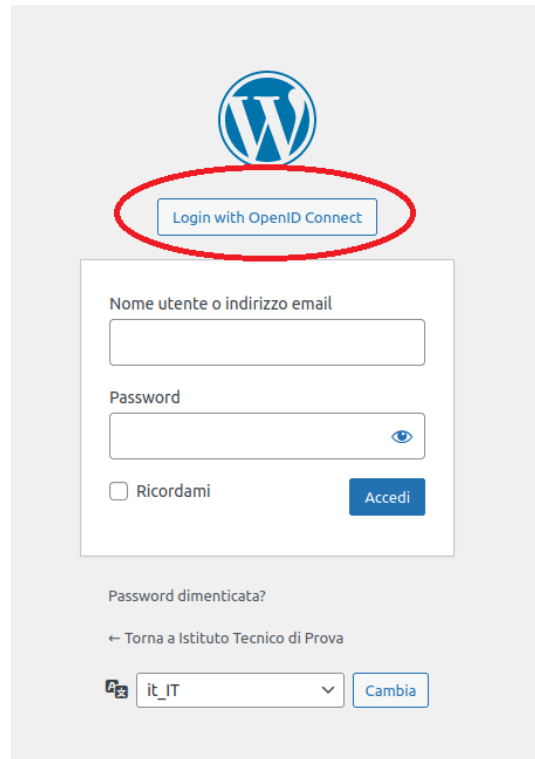 Login with OpenID Connect
Nome utente o indirizzo email
Password
Ricordami
Accedi
Password dimenticata?
← Torna a Istituto Tecnico di Prova
it_IT
Cambia